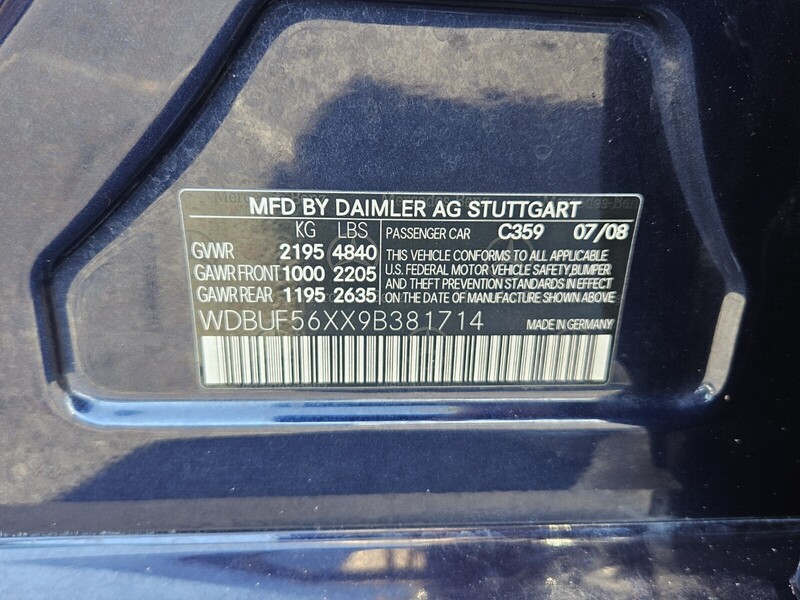 MFD BY DAIMLER AG STUTTGART
KG LBS PASSENGER CAR C359 07/08
GVWR 2195 4840
GAWR FRONT 1000 2205
GAWR REAR 1195 2635
THIS VEHICLE CONFORMS TO ALL APPLICABLE
U.S. FEDERAL MOTOR VEHICLE SAFETY, BUMPER
AND THEFT PREVENTION STANDARDS IN EFFECT
ON THE DATE OF MANUFACTURE SHOWN ABOVE
WDBUF56XX9B381714 MADE IN GERMANY